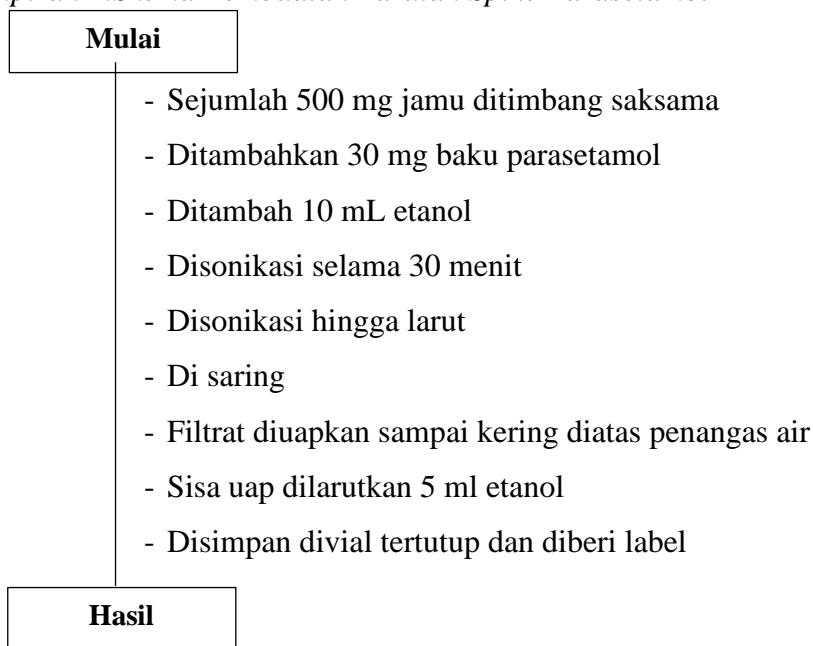 Mulai
- Sejumlah 500 mg jamu ditimbang saksama
- Ditambahkan 30 mg baku parasetamol
- Ditambah 10 mL etanol
- Disonikasi selama 30 menit
- Disonikasi hingga larut
- Di saring
- Filtrat diuapkan sampai kering diatas penangas air
- Sisa uap dilarutkan 5 ml etanol
- Disimpan divial tertutup dan diberi label
Hasil